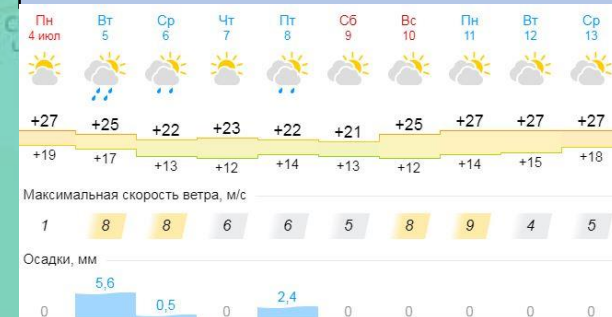 Пн Вт Ср Чт Пт Сб Вс Пн Вт Ср
4 июл 5 6 7 8 9 10 11 12 13
+27 +25 +22 +23 +22 +21 +25 +27 +27 +27
+19 +17 +13 +12 +14 +13 +12 +14 +15 +18
Максимальная скорость ветра, м/с
1 8 8 6 6 5 8 9 4 5
Осадки, мм
0 5,6 0,5 0 2,4 0 0 0 0 0